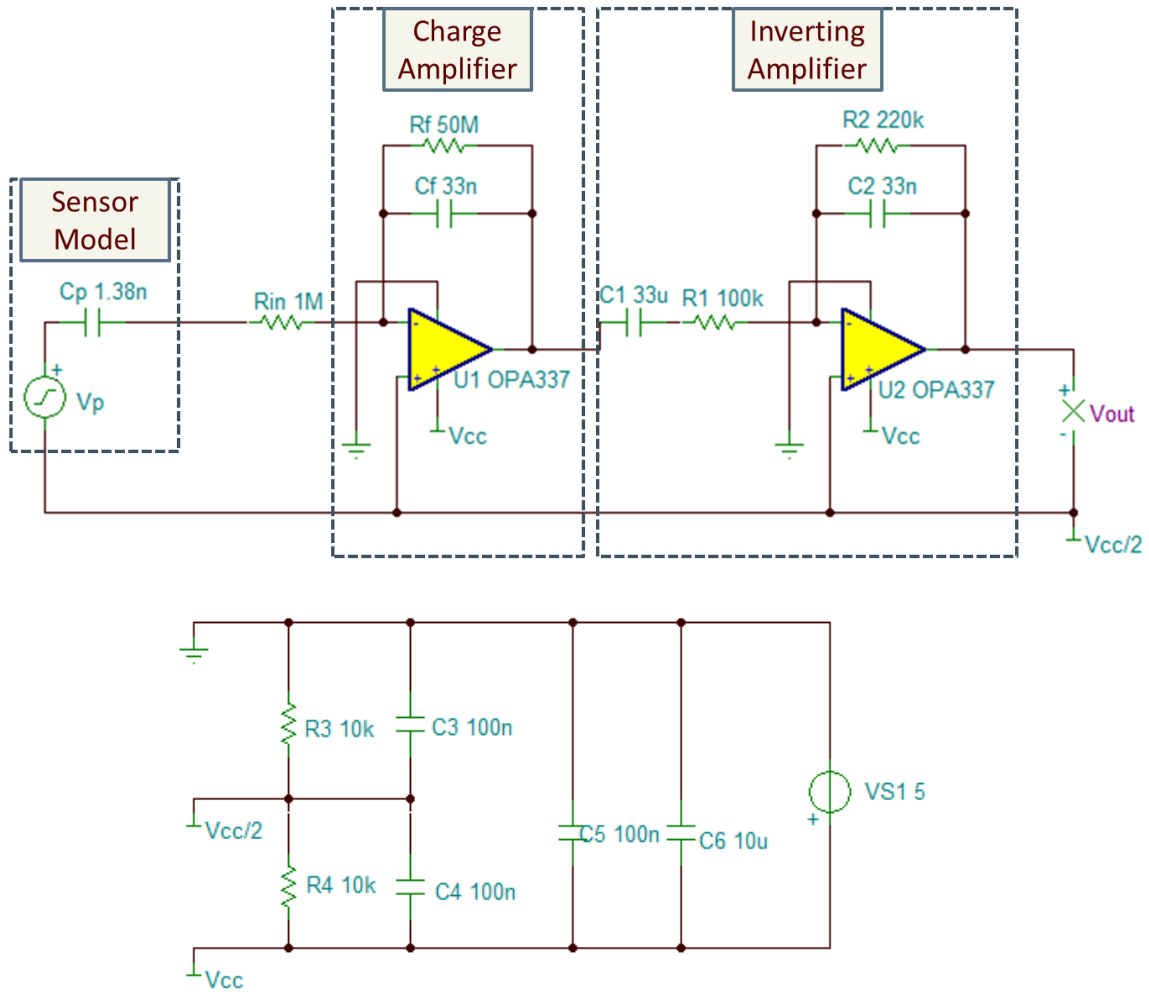 Charge
Amplifier
Inverting
Amplifier
Rf 50M
R2 220k
Sensor
Model
Cf 33n
C2 33n
Cp 1.38n
Rin 1M
C1 33u
R1 100k
-
-
+
+
+
+
+
U1 OPA337
U2 OPA337
Vp
Vcc
Vcc
+
Vout
-
Vcc/2
R3 10k
C3 100n
VS1 5
+
Vcc/2
C5 100n
C6 10u
R4 10k
C4 100n
Vcc